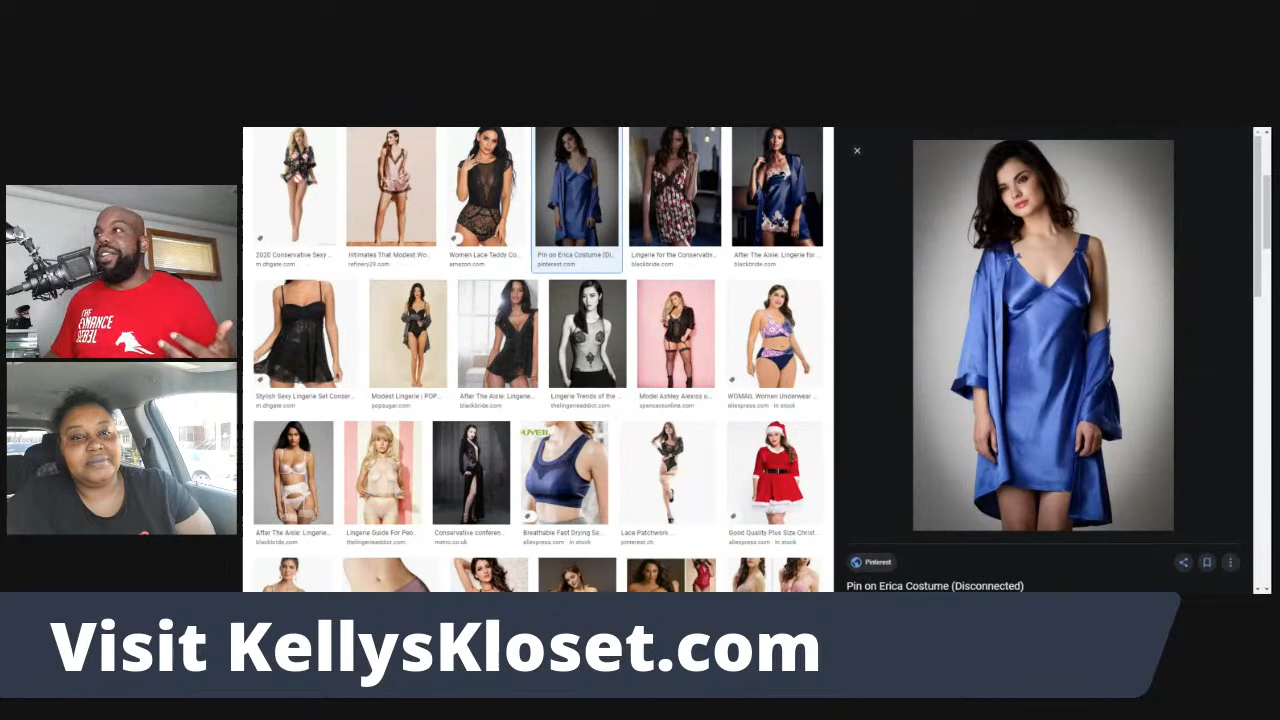 THE
REBEL
2020 Conservative Sexy ...
m.dhgate.com
Intimates That Modest Wo...
refinery29.com
Women Lace Teddy Co...
amazon.com
Pin on Erica Costume (Di...
pinterest.com
Lingerie for the Conservativ...
blackbride.com
After The Aisle: Lingerie for ...
blackbride.com
Stylish Sexy Lingerie Set Conser...
m.dhgate.com
Modest Lingerie | POP...
popsugar.com
After The Aisle: Lingerie...
blackbride.com
Lingerie Trends of the ...
thelingerieaddict.com
Model Ashley Alexiss o...
spenceronline.com
WOMAIL Women Underwear ...
aliexpress.com · In stock
After The Aisle: Lingerie...
blackbride.com
Lingerie Guide For Peo...
thelingerieaddict.com
Conservative conferen...
metro.co.uk
Breathable Fast Drying So...
aliexpress.com · In stock
Lace Patchwork ...
pinterest.ch
Good Quality Plus Size Christ...
aliexpress.com · In stock
Pinterest
Pin on Erica Costume (Disconnected)
Visit KellysKloset.com